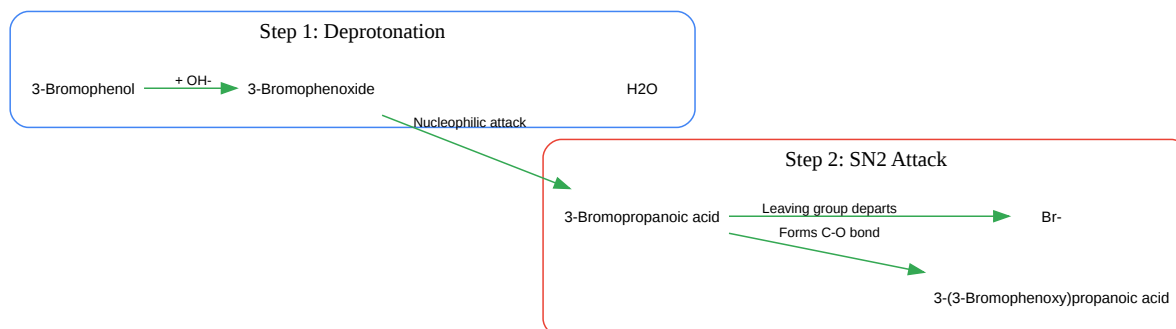 Step 1: Deprotonation
3-Bromophenol
+ OH-
3-Bromophenoxide
H2O
Nucleophilic attack
Step 2: SN2 Attack
3-Bromopropanoic acid
Leaving group departs
Br-
Forms C-O bond
3-(3-Bromophenoxy)propanoic acid